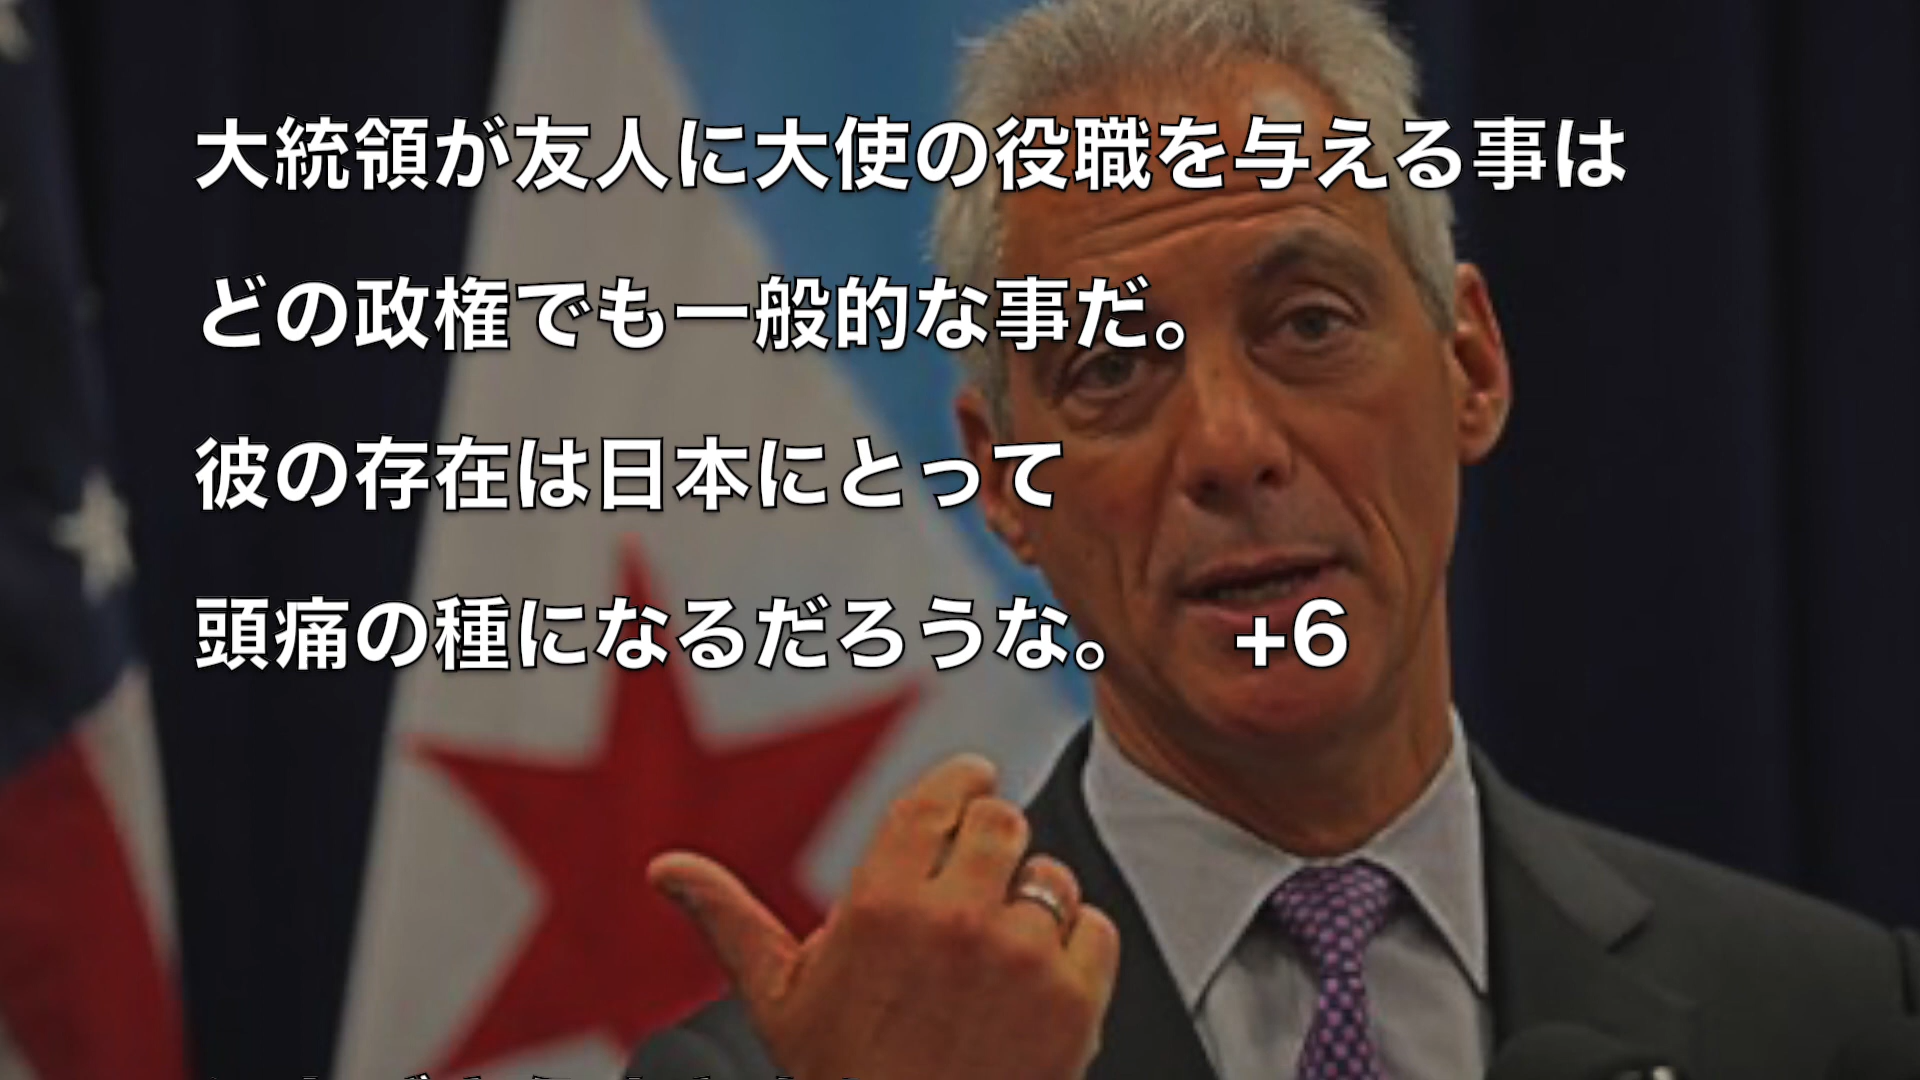 大統領が友人に大使の役職を与える事は
どの政権でも一般的な事だ。
彼の存在は日本にとって
頭痛の種になるだろうな。 +6